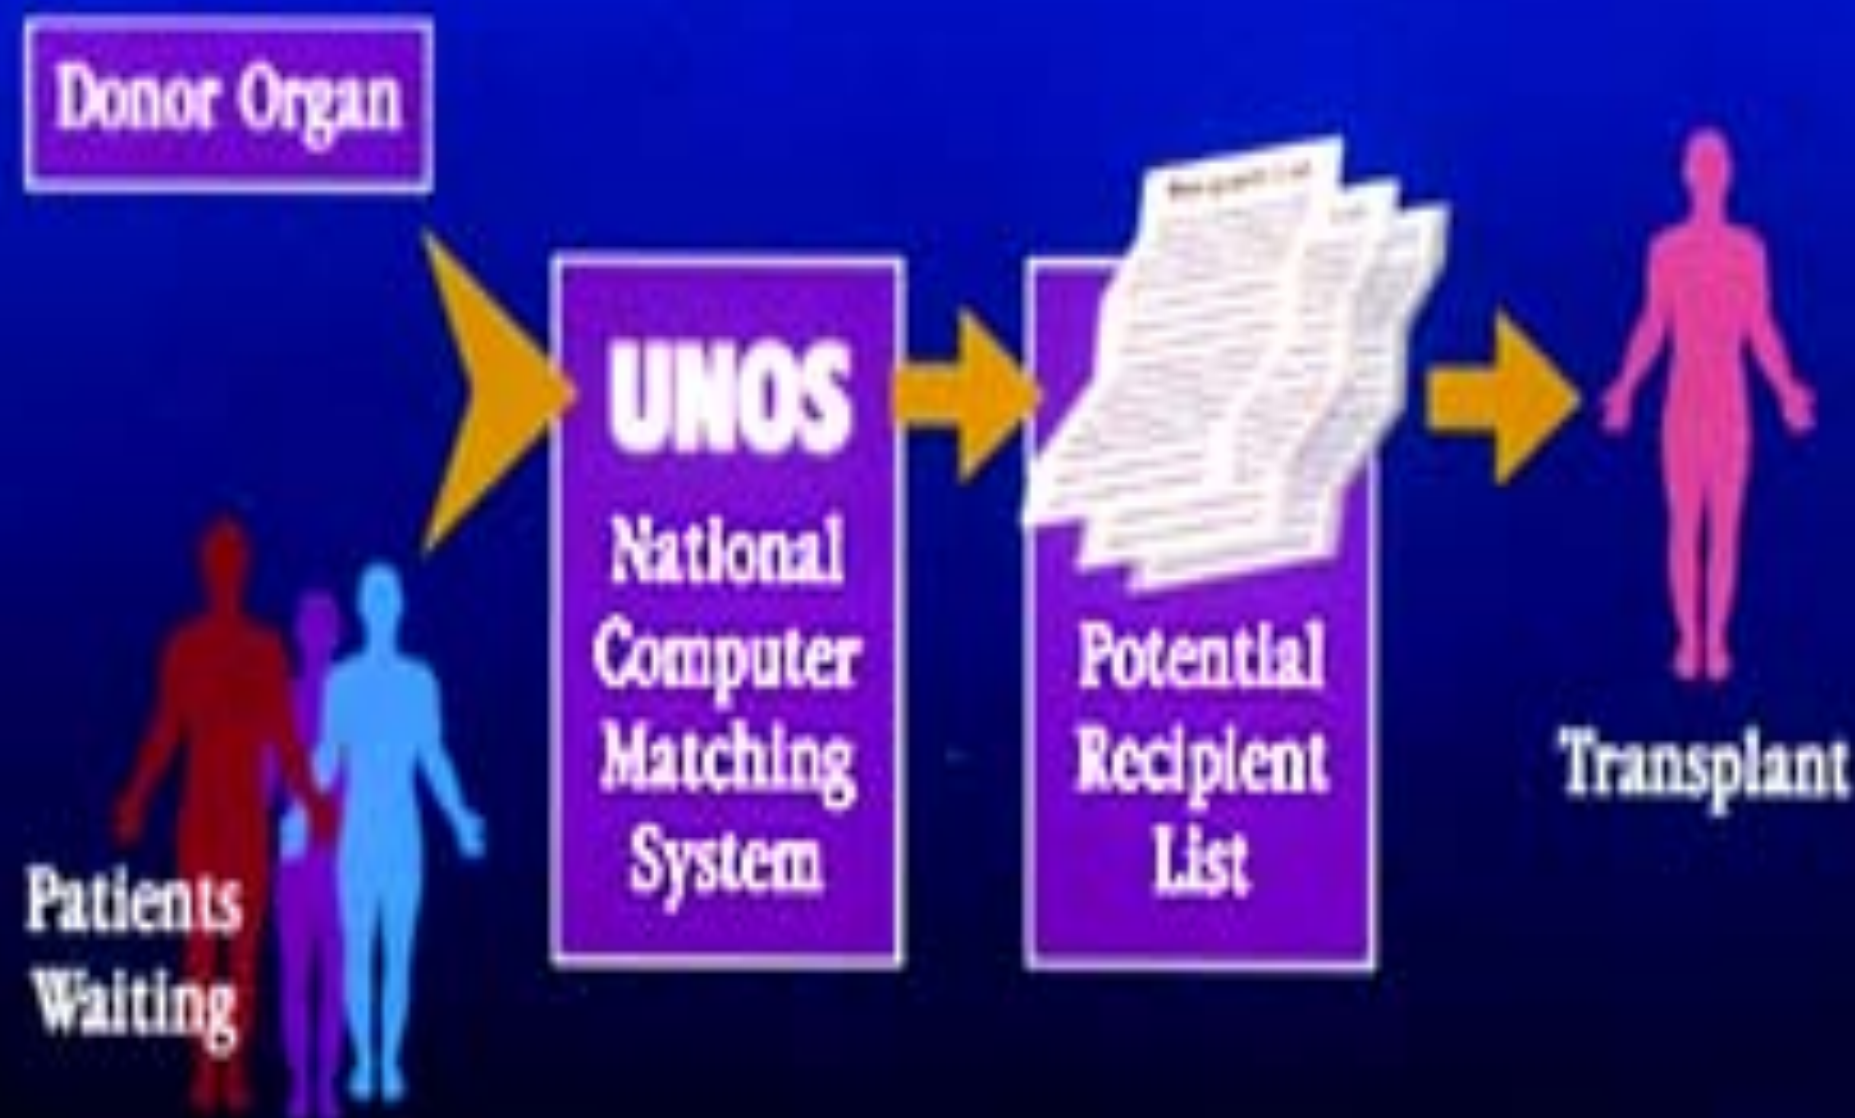 Donor Organ
UNOS
National
Computer
Matching
System
Potential
Recipient
List
Transplant
Patients
Waiting